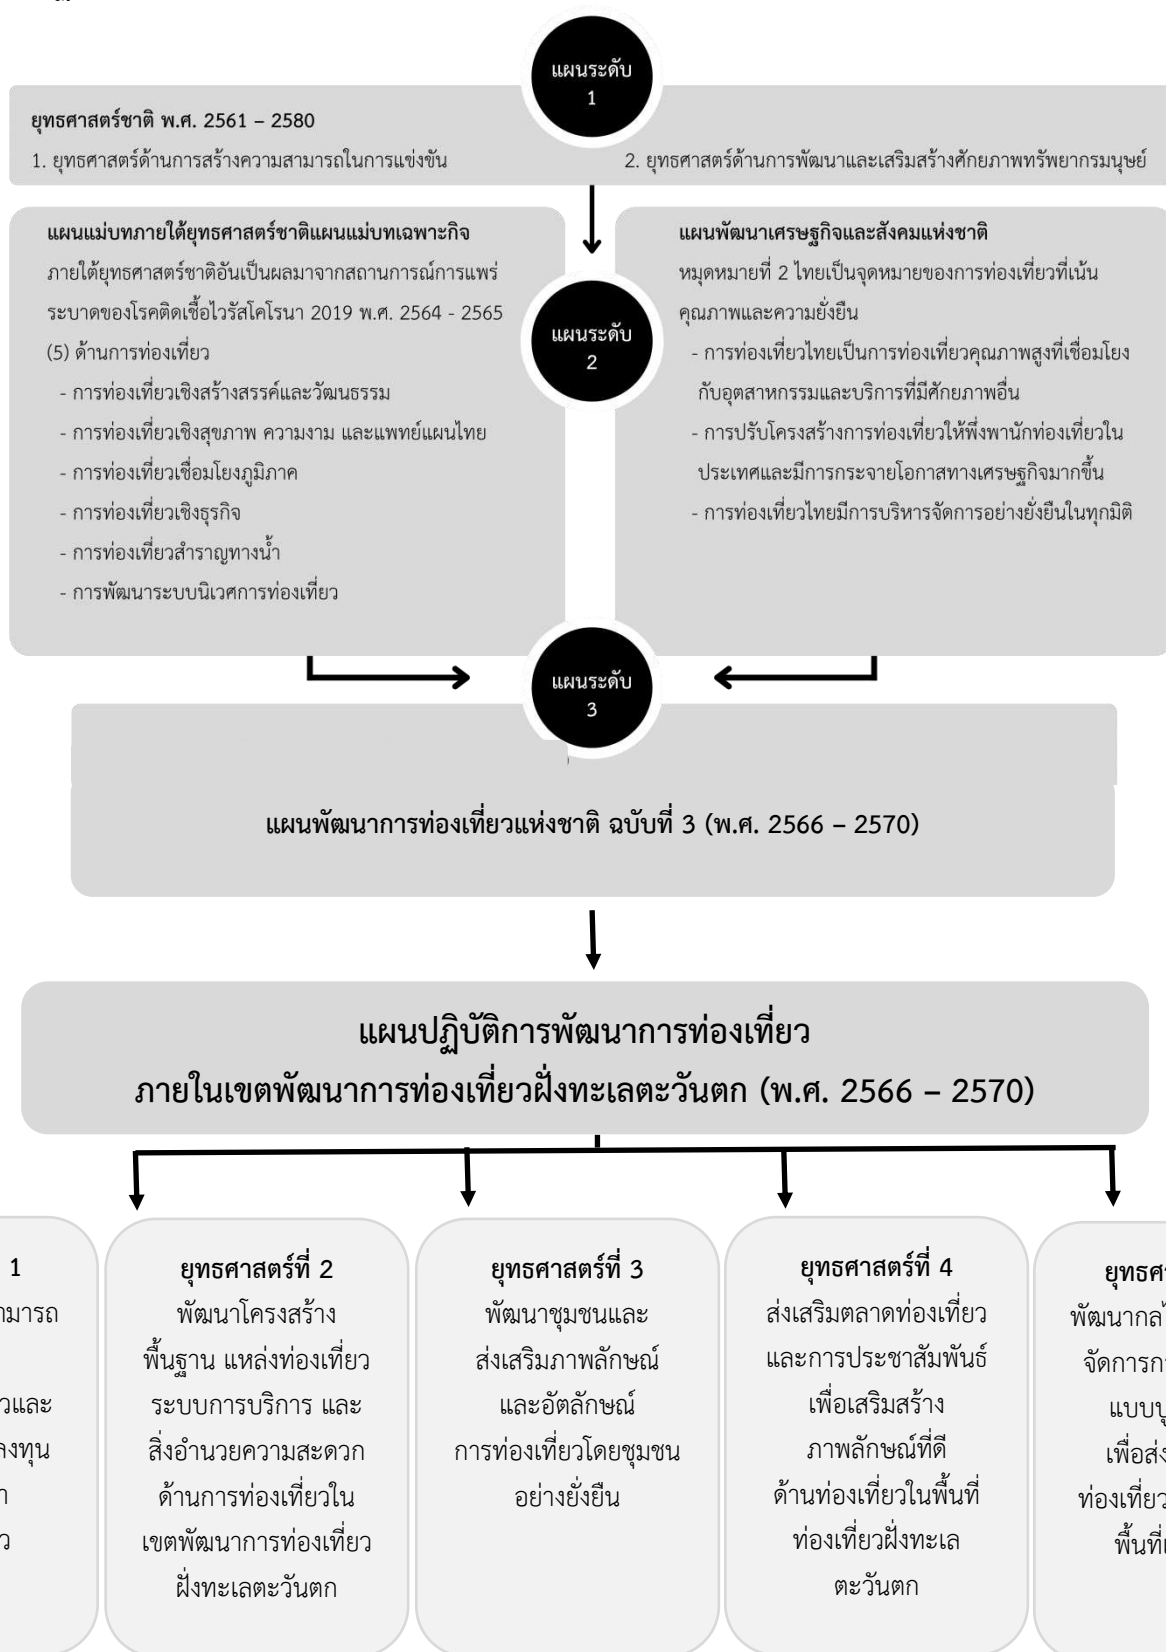 แผนระดับ
1
ยุทธศาสตร์ชาติ พ.ศ. 2561 – 2580
1. ยุทธศาสตร์ด้านการสร้างความสามารถในการแข่งขัน
2. ยุทธศาสตร์ด้านการพัฒนาและเสริมสร้างศักยภาพทรัพยากรมนุษย์
แผนแม่บทภายใต้ยุทธศาสตร์ชาติแผนแม่บทเฉพาะกิจ
ภายใต้ยุทธศาสตร์ชาติอันเป็นผลมาจากสถานการณ์การแพร่
ระบาดของโรคติดเชื้อไวรัสโคโรนา 2019 พ.ศ. 2564 - 2565
(5) ด้านการท่องเที่ยว
- การท่องเที่ยวเชิงสร้างสรรค์และวัฒนธรรม
- การท่องเที่ยวเชิงสุขภาพ ความงาม และแพทย์แผนไทย
- การท่องเที่ยวเชื่อมโยงภูมิภาค
- การท่องเที่ยวเชิงธุรกิจ
- การท่องเที่ยวสำราญทางน้ำ
- การพัฒนาระบบนิเวศการท่องเที่ยว
แผนระดับ
2
แผนพัฒนาเศรษฐกิจและสังคมแห่งชาติ
หมุดหมายที่ 2 ไทยเป็นจุดหมายของการท่องเที่ยวที่เน้น
คุณภาพและความยั่งยืน
- การท่องเที่ยวไทยเป็นการท่องเที่ยวคุณภาพสูงที่เชื่อมโยง
กับอุตสาหกรรมและบริการที่มีศักยภาพอื่น
- การปรับโครงสร้างการท่องเที่ยวให้พึ่งพานักท่องเที่ยวใน
ประเทศและมีการกระจายโอกาสทางเศรษฐกิจมากขึ้น
- การท่องเที่ยวไทยมีการบริหารจัดการอย่างยั่งยืนในทุกมิติ
แผนระดับ
3
แผนพัฒนาการท่องเที่ยวแห่งชาติ ฉบับที่ 3 (พ.ศ. 2566 – 2570)
แผนปฏิบัติการพัฒนาการท่องเที่ยว
ภายในเขตพัฒนาการท่องเที่ยวฝั่งทะเลตะวันตก (พ.ศ. 2566 – 2570)
1
วและ
ยุทธศาสตร์ที่ 2
พัฒนาโครงสร้าง
พื้นฐาน แหล่งท่องเที่ยว
ระบบการบริการ และ
สิ่งอำนวยความสะดวก
ด้านการท่องเที่ยวใน
เขตพัฒนาการท่องเที่ยว
ฝั่งทะเลตะวันตก
ยุทธศาสตร์ที่ 3
พัฒนาชุมชนและ
ส่งเสริมภาพลักษณ์
และอัตลักษณ์
การท่องเที่ยวโดยชุมชน
อย่างยั่งยืน
ยุทธศาสตร์ที่ 4
ส่งเสริมตลาดท่องเที่ยว
และการประชาสัมพันธ์
เพื่อเสริมสร้าง
ภาพลักษณ์ที่ดี
ด้านท่องเที่ยวในพื้นที่
ท่องเที่ยวฝั่งทะเล
ตะวันตก
ยุทธศ
พัฒนากล
จัดการก
แบบบู
เพื่อส่ง
ท่องเที่ยว
พื้นที่